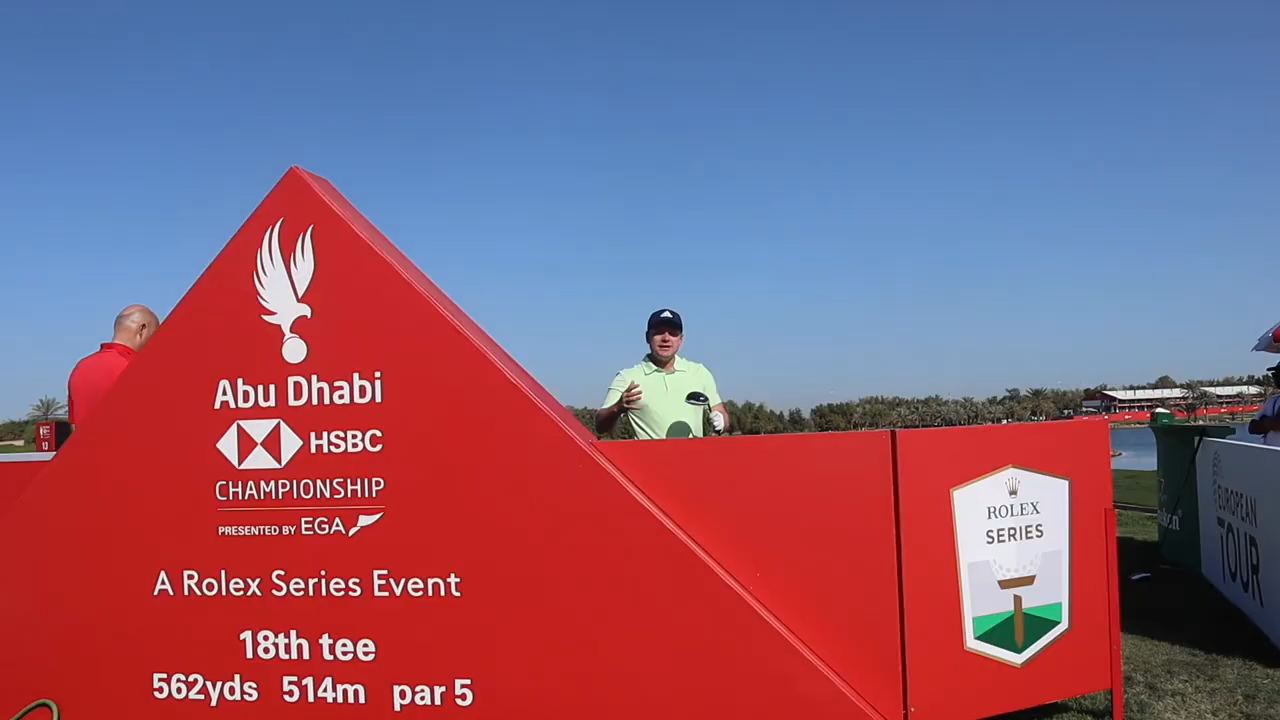 Abu Dhabi
HSBC
CHAMPIONSHIP
PRESENTED BY EGA
A Rolex Series Event
18th tee
562yds 514m par 5
ROLEX
SERIES
EUROPEAN
TOUR
13